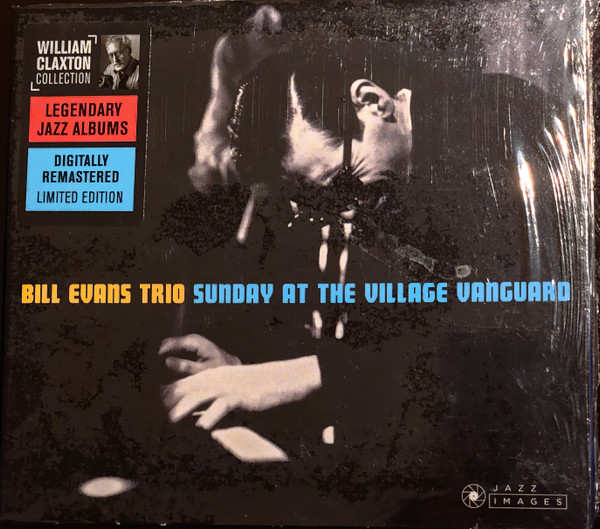 WILLIAM
CLAXTON
COLLECTION
LEGENDARY
JAZZ ALBUMS
DIGITALLY
REMASTERED
LIMITED EDITION
BILL EVANS TRIO SUNDAY AT THE VILLAGE VANGUARD
JAZZ
IMAGES